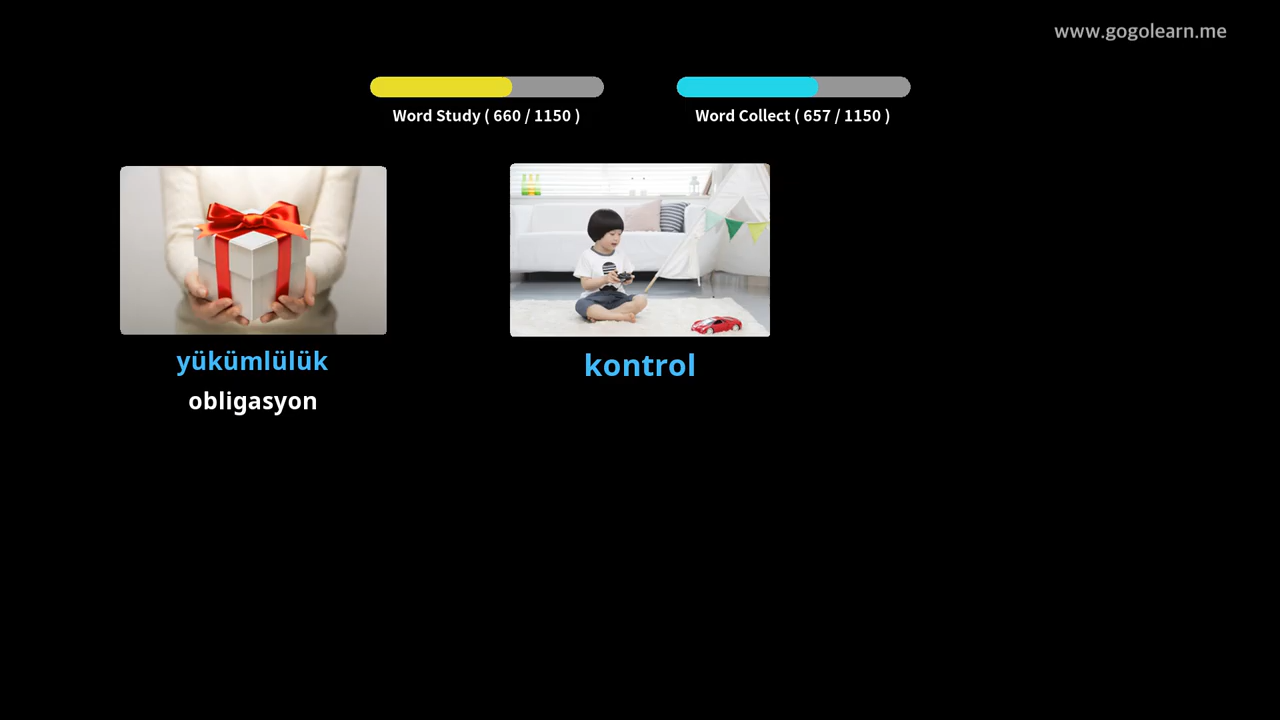 www.gogolearn.me
Word Study ( 660 / 1150 )
Word Collect ( 657 / 1150 )
yükümlülük
obligasyon
kontrol